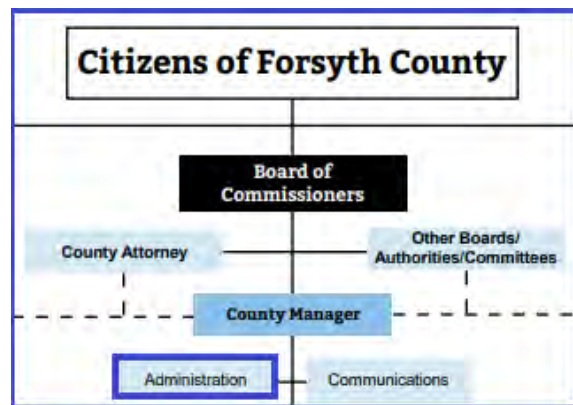 Citizens of Forsyth County
Board of
Commissioners
County Attorney
Other Boards/
Authorities/Committees
County Manager
Administration
Communications